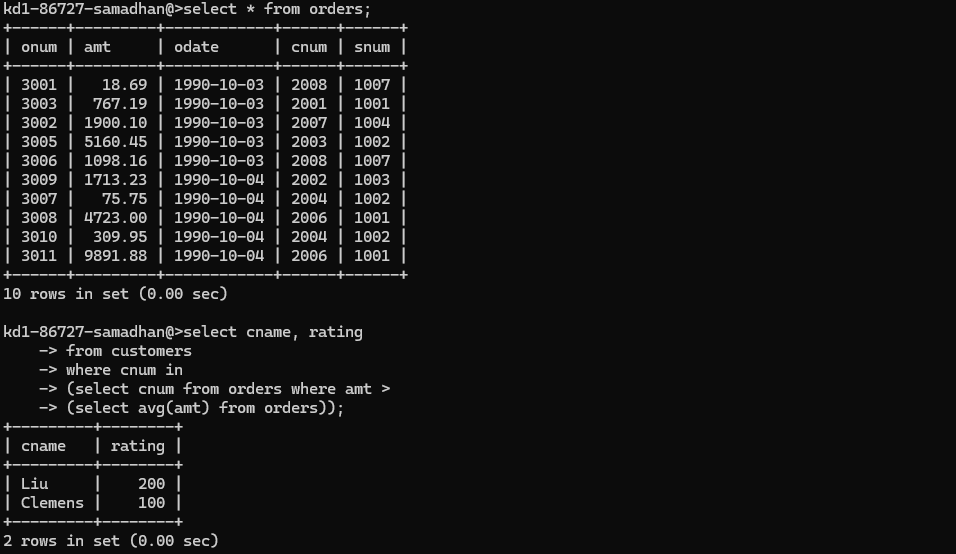 kd1-86727-samadhan@>select * from orders;
+------+---------+------------+------+------+
| onum | amt     | odate      | cnum | snum |
+------+---------+------------+------+------+
| 3001 |   18.69 | 1990-10-03 | 2008 | 1007 |
| 3003 |  767.19 | 1990-10-03 | 2001 | 1001 |
| 3002 | 1900.10 | 1990-10-03 | 2007 | 1004 |
| 3005 | 5160.45 | 1990-10-03 | 2003 | 1002 |
| 3006 | 1098.16 | 1990-10-03 | 2008 | 1007 |
| 3009 | 1713.23 | 1990-10-04 | 2002 | 1003 |
| 3007 |   75.75 | 1990-10-04 | 2004 | 1002 |
| 3008 | 4723.00 | 1990-10-04 | 2006 | 1001 |
| 3010 |  309.95 | 1990-10-04 | 2004 | 1002 |
| 3011 | 9891.88 | 1990-10-04 | 2006 | 1001 |
+------+---------+------------+------+------+
10 rows in set (0.00 sec)

kd1-86727-samadhan@>select cname, rating
    -> from customers
    -> where cnum in
    -> (select cnum from orders where amt >
    -> (select avg(amt) from orders));
+---------+--------+
| cname   | rating |
+---------+--------+
| Liu     |    200 |
| Clemens |    100 |
+---------+--------+
2 rows in set (0.00 sec)